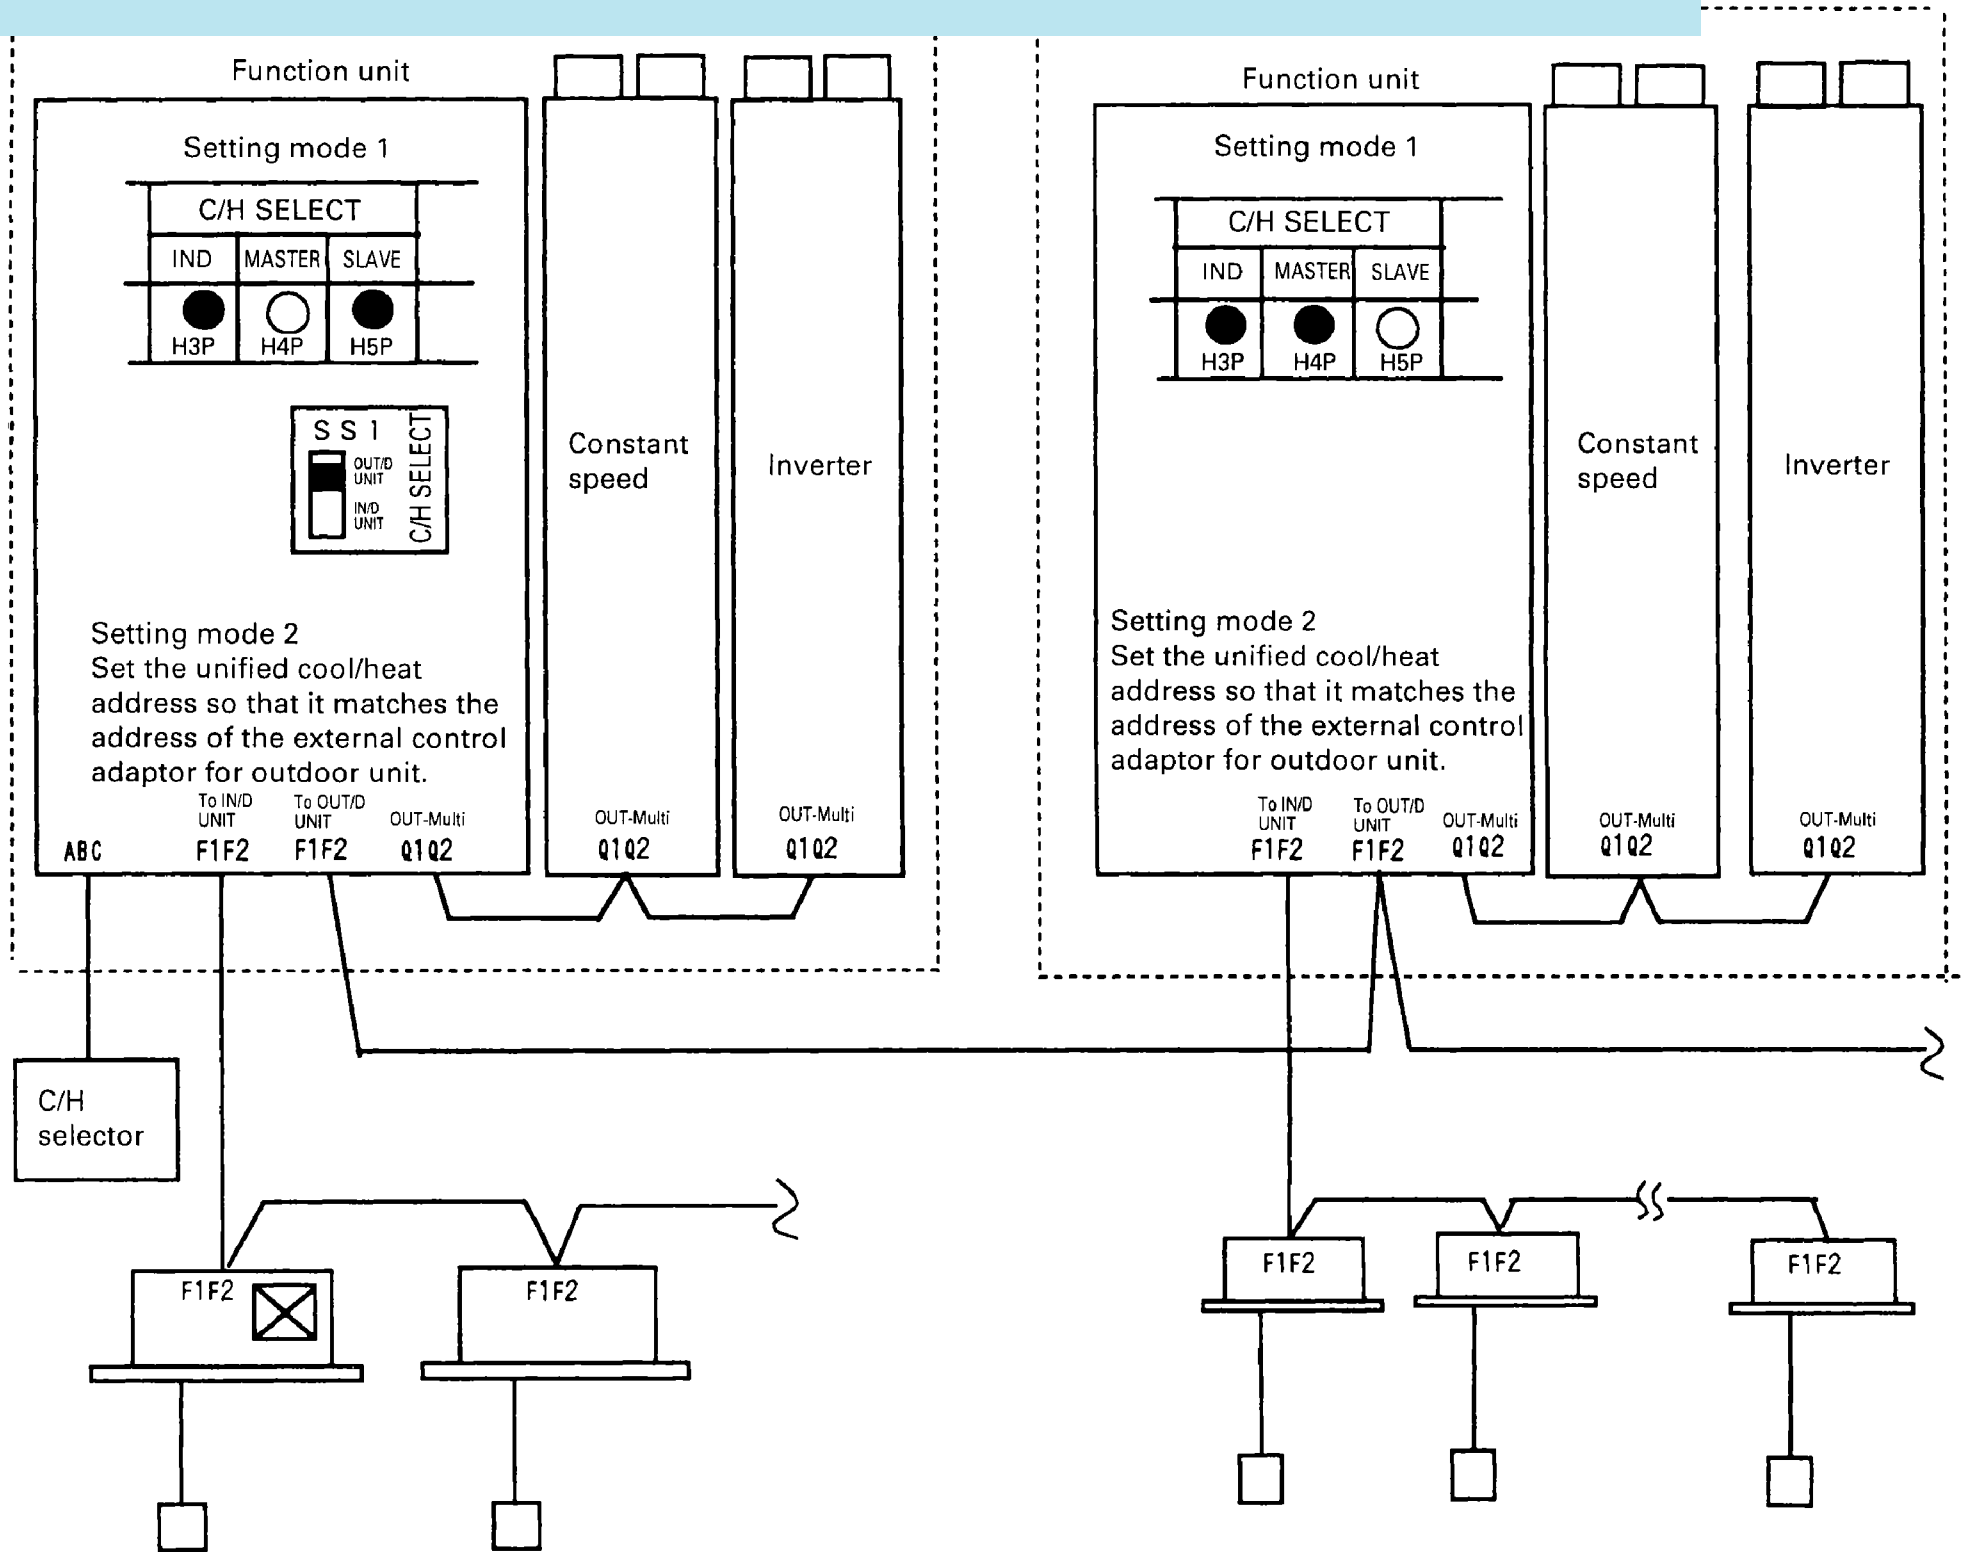 Function unit
Setting mode 1
C/H SELECT
IND MASTER SLAVE
H3P H4P H5P
S S 1
OUT/D
UNIT
IN/D
UNIT
C/H SELECT
Setting mode 2
Set the unified cool/heat
address so that it matches the
address of the external control
adaptor for outdoor unit.
To IN/D
UNIT
F1F2
To OUT/D
UNIT
F1F2
OUT-Multi
Q1Q2
ABC
Constant
speed
OUT-Multi
Q1Q2
Inverter
OUT-Multi
Q1Q2
Function unit
Setting mode 1
C/H SELECT
IND MASTER SLAVE
H3P H4P H5P
Setting mode 2
Set the unified cool/heat
address so that it matches the
address of the external control
adaptor for outdoor unit.
To IN/D
UNIT
F1F2
To OUT/D
UNIT
F1F2
OUT-Multi
Q1Q2
Constant
speed
OUT-Multi
Q1Q2
Inverter
OUT-Multi
Q1Q2
C/H
selector
F1F2
F1F2
F1F2
F1F2
F1F2